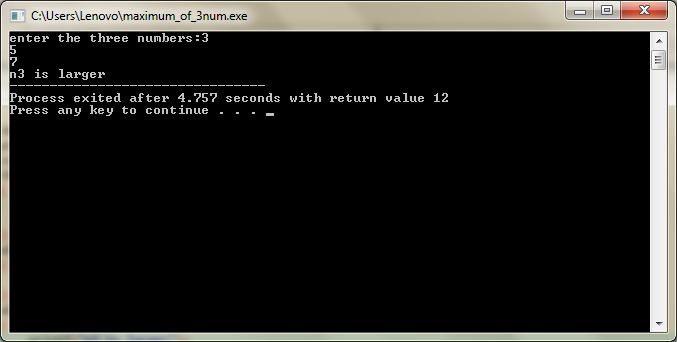 C:\Users\Lenovo\maximum_of_3num.exe
enter the three numbers:3
5
7
n3 is larger
--------------------------------
Process exited after 4.757 seconds with return value 12
Press any key to continue . . . _